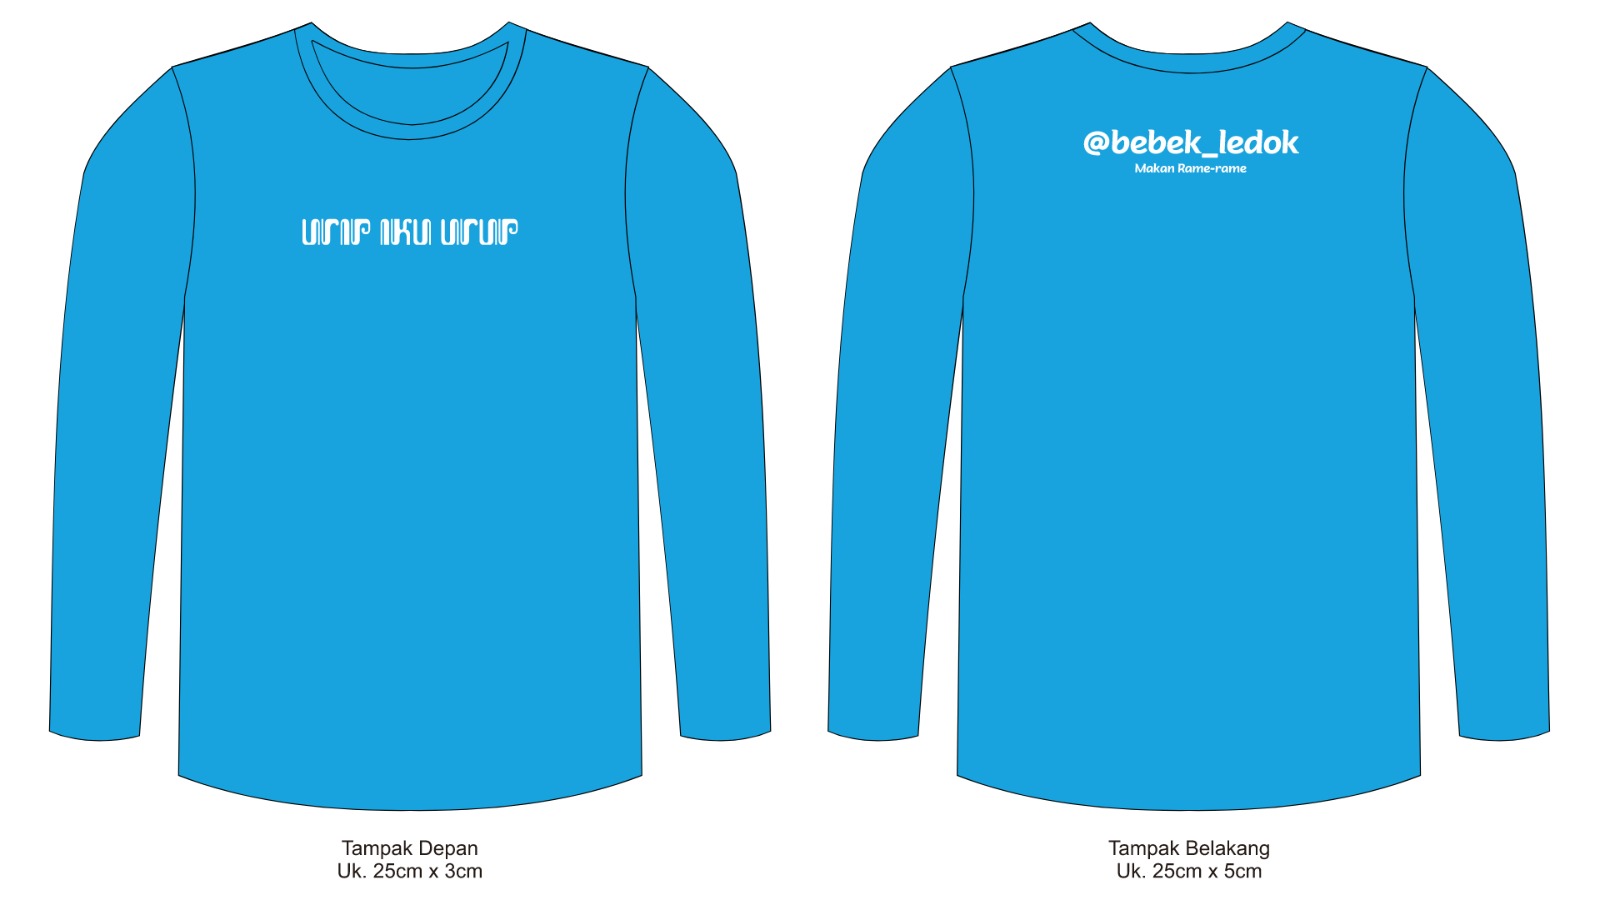 urip iku urup
@bebek_ledok
Makan Rame-rame
Tampak Depan
Uk. 25cm x 3cm
Tampak Belakang
Uk. 25cm x 5cm